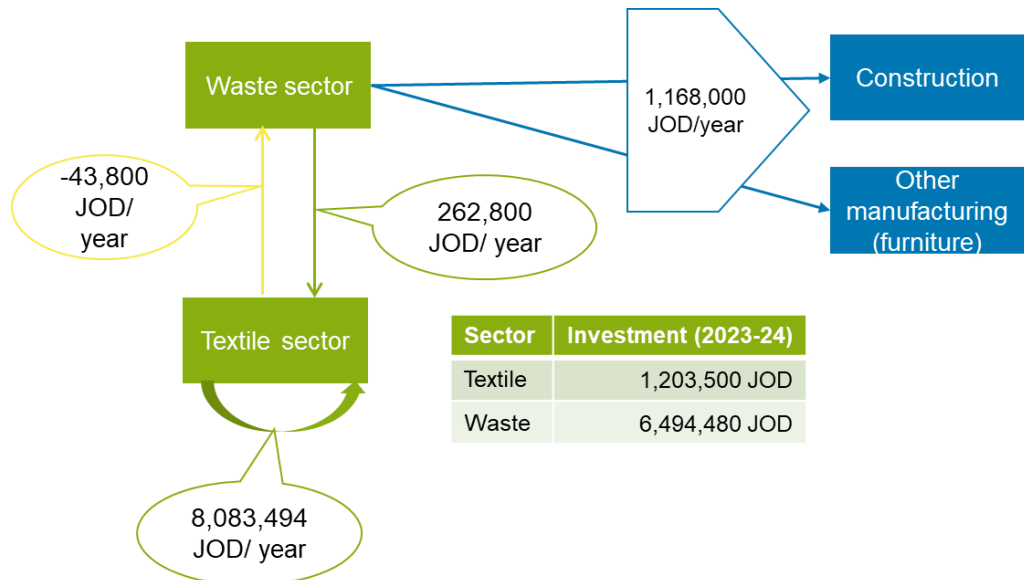 Waste sector
1,168,000
JOD/year
Construction
-43,800
JOD/
year
262,800
JOD/ year
Other
manufacturing
(furniture)
Textile sector
Sector Investment (2023-24)
Textile 1,203,500 JOD
Waste 6,494,480 JOD
8,083,494
JOD/ year